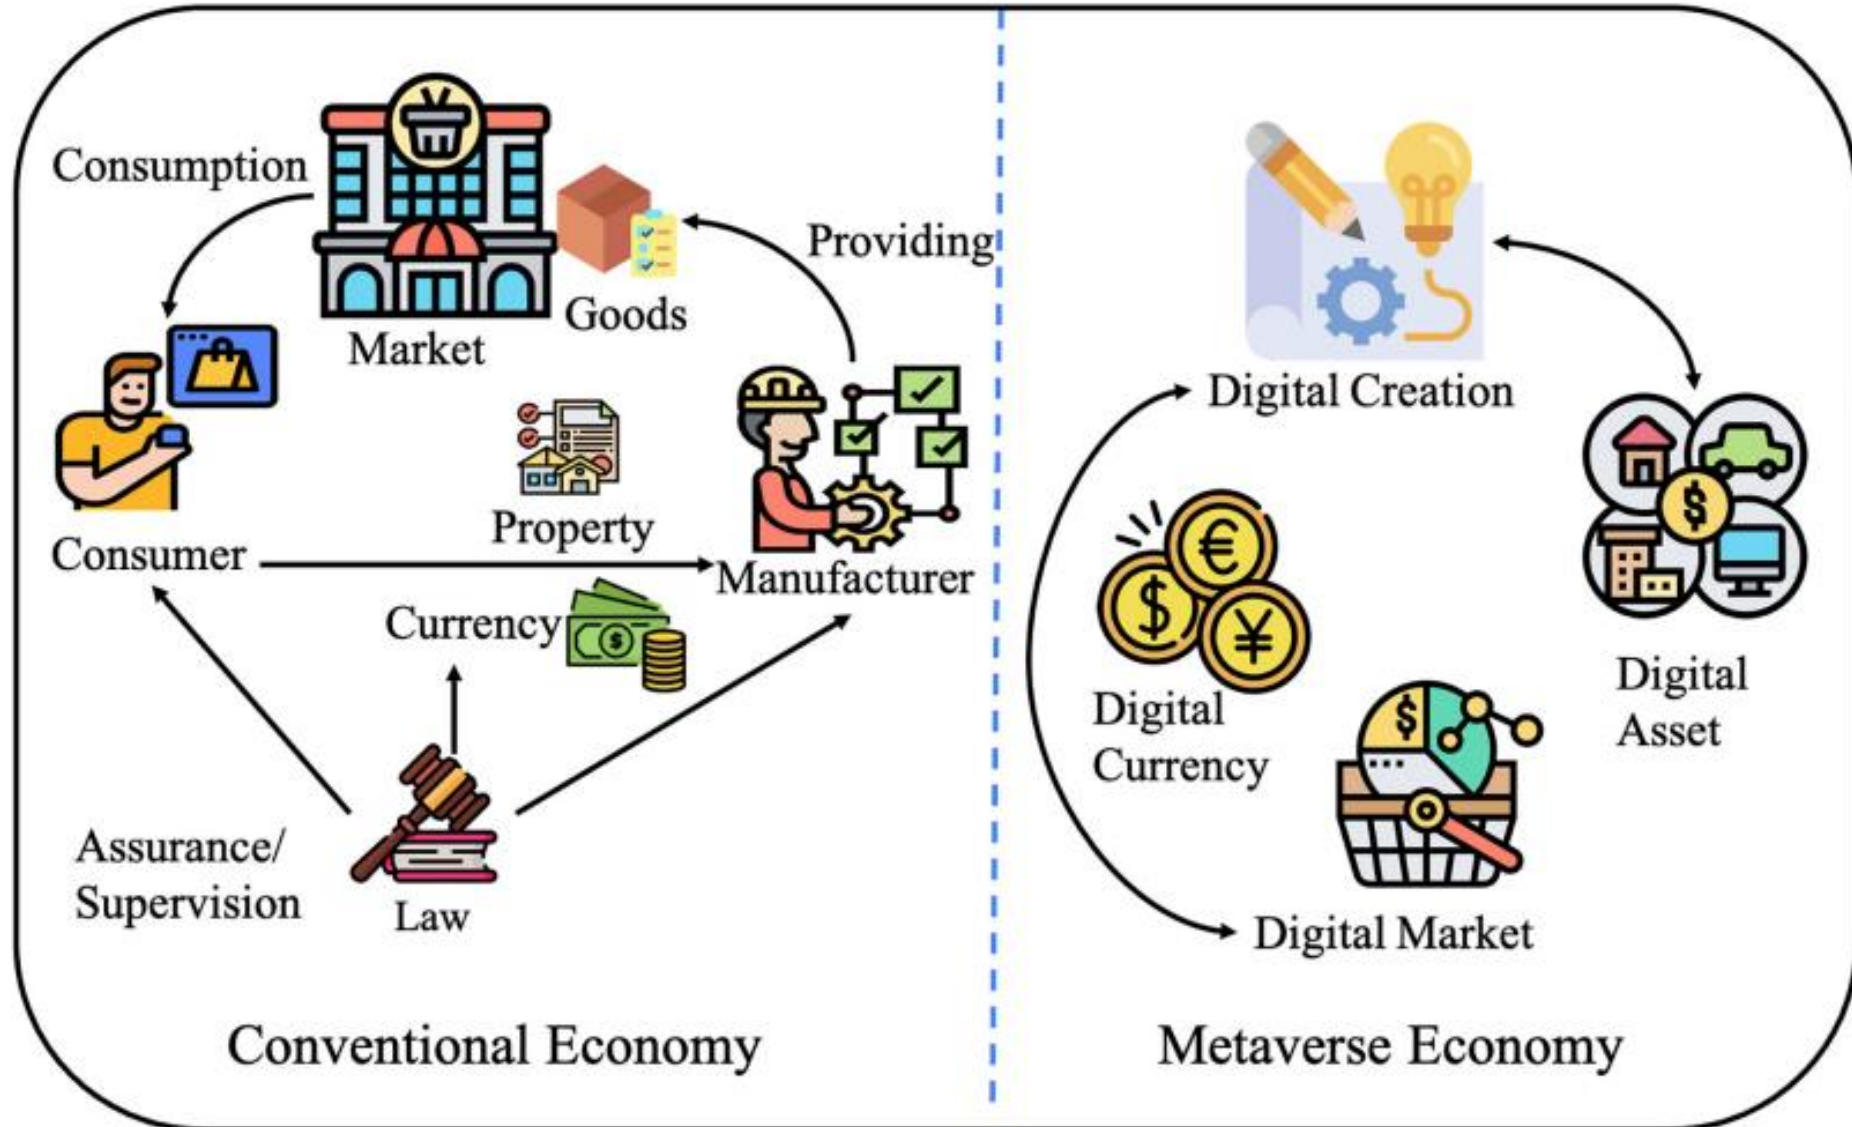 Consumption
Providing
Goods
Market
Property
Consumer
Manufacturer
Currency
Assurance/
Supervision
Law
Conventional Economy
Digital Creation
$
€
$
¥
Digital
Currency
Digital
Asset
$
Digital Market
Metaverse Economy